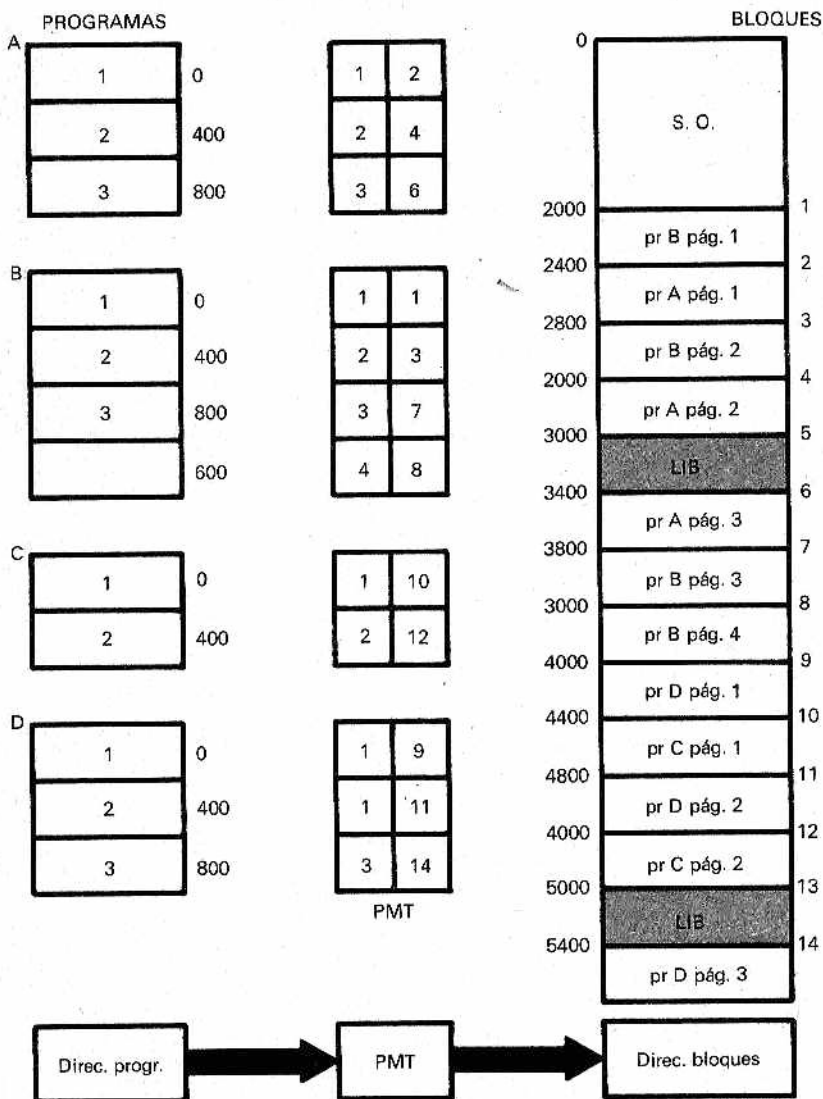 PROGRAMAS
A
1 0
2 400
3 800
B
1 0
2 400
3 800
600
C
1 0
2 400
D
1 0
2 400
3 800
1 2
2 4
3 6
1 1
2 3
3 7
4 8
1 10
2 12
1 9
1 11
3 14
PMT
BLOQUES
0
S. O.
2000 1
pr B pág. 1
2400 2
pr A pág. 1
2800 3
pr B pág. 2
2000 4
pr A pág. 2
3000 5
LIB
3400 6
pr A pág. 3
3800 7
pr B pág. 3
3000 8
pr B pág. 4
4000 9
pr D pág. 1
4400 10
pr C pág. 1
4800 11
pr D pág. 2
4000 12
pr C pág. 2
5000 13
LIB
5400 14
pr D pág. 3
Direc. progr.
PMT
Direc. bloques